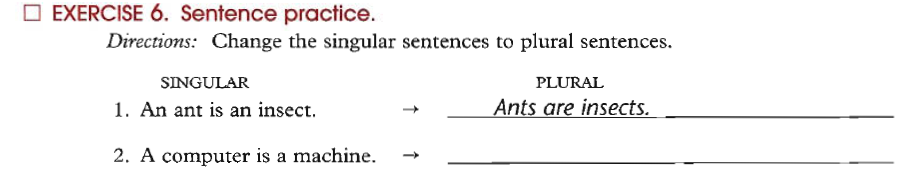 □ EXERCISE 6. Sentence practice.
Directions: Change the singular sentences to plural sentences.
SINGULAR PLURAL
1. An ant is an insect. → Ants are insects.
2. A computer is a machine. →